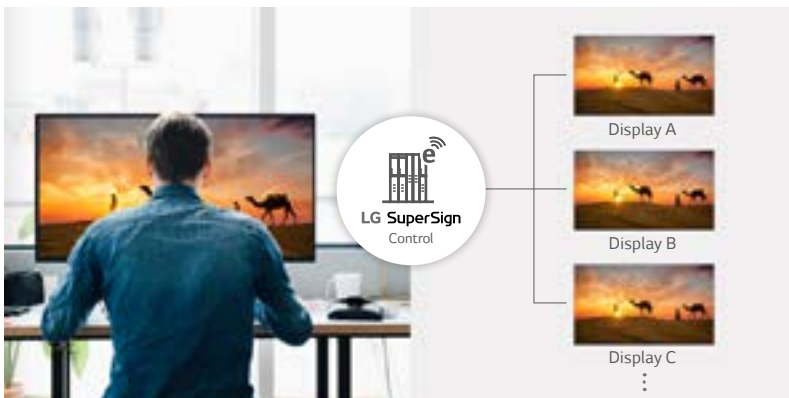 e
LG SuperSign
Control
Display A
Display B
Display C